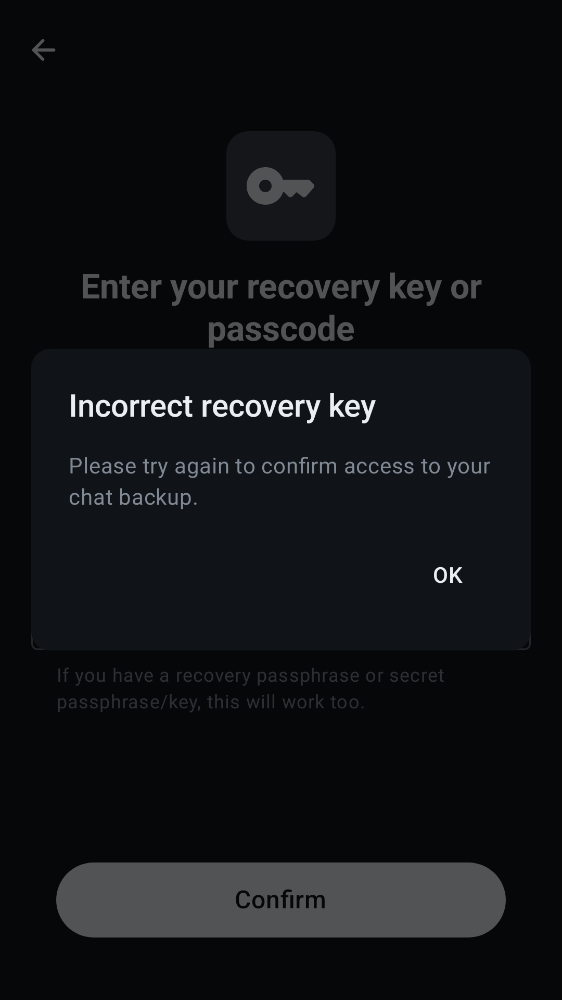 Enter your recovery key or
passcode
Incorrect recovery key
Please try again to confirm access to your
chat backup.
OK
If you have a recovery passphrase or secret
passphrase/key, this will work too.
Confirm